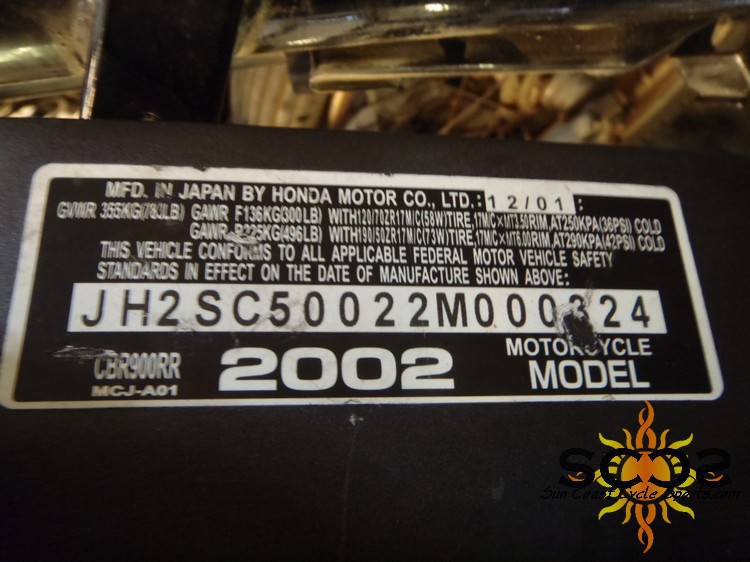 MFD. IN JAPAN BY HONDA MOTOR CO., LTD.: 12/01 :
GVWR 355KG(783LB) GAWR F136KG(300LB) WITH120/70ZR17M/C(58W)TIRE,17M/C×MT3.50RIM,AT250KPA(36PSI) COLD
GAWR R225KG(496LB) WITH190/50ZR17M/C(73W)TIRE,17M/C×MT6.00RIM,AT290KPA(42PSI) COLD
THIS VEHICLE CONFORMS TO ALL APPLICABLE FEDERAL MOTOR VEHICLE SAFETY
STANDARDS IN EFFECT ON THE DATE OF MANUFACTURE SHOWN ABOVE:
JH2SC50022M000324
CBR900RR 2002 MOTORCYCLE
MCJ-A01 MODEL
SCCS
Sun Coast Cycle Sports.com